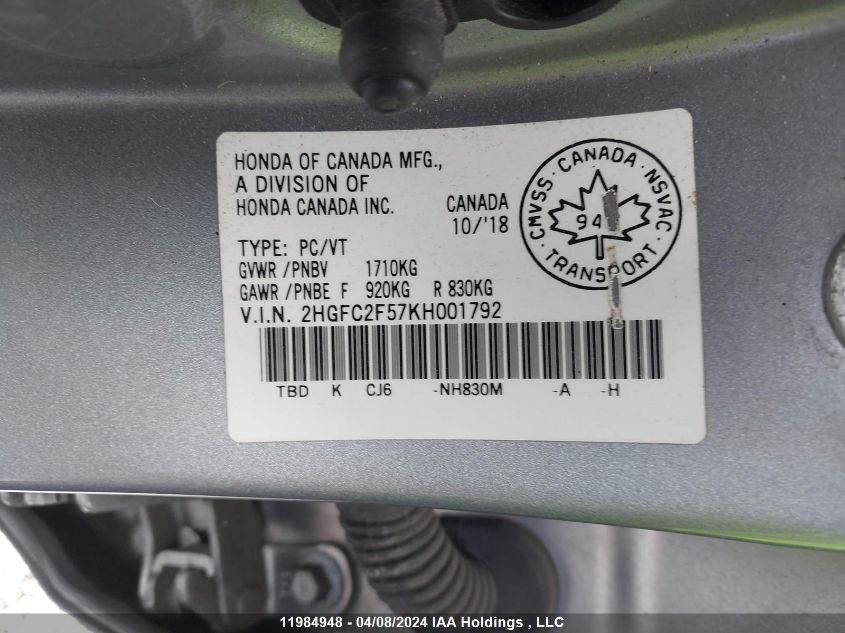 HONDA OF CANADA MFG.,
A DIVISION OF
HONDA CANADA INC.
CANADA
10/'18
CMVSS · CANADA · NSVAC
· TRANSPORT ·
94
TYPE: PC/VT
GVWR /PNBV 1710KG
GAWR /PNBE F 920KG R 830KG
V.I.N. 2HGFC2F57KH001792
TBD K CJ6 -NH830M -A -H
11984948 - 04/08/2024 IAA Holdings , LLC